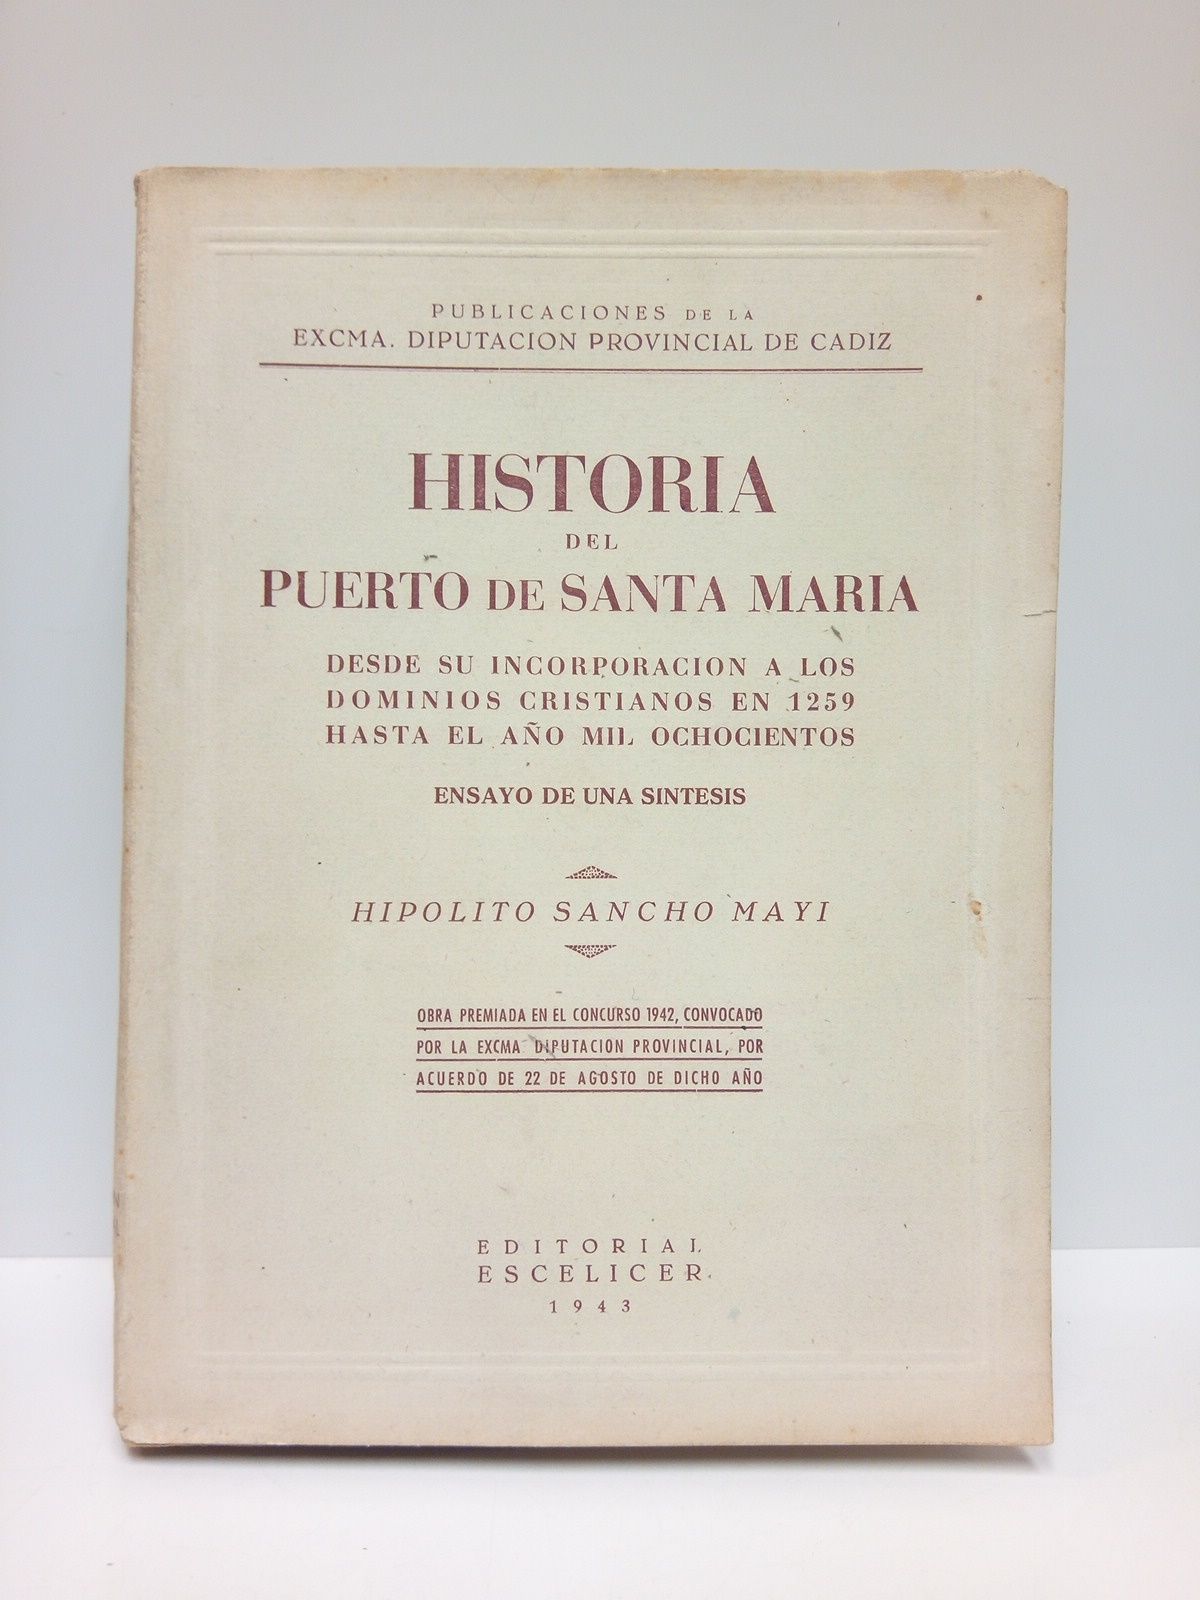 PUBLICACIONES DE LA
EXCMA. DIPUTACION PROVINCIAL DE CADIZ
HISTORIA
DEL
PUERTO DE SANTA MARIA
DESDE SU INCORPORACION A LOS
DOMINIOS CRISTIANOS EN 1259
HASTA EL AÑO MIL OCHOCIENTOS
ENSAYO DE UNA SINTESIS
HIPOLITO SANCHO MAYI
OBRA PREMIADA EN EL CONCURSO 1942, CONVOCADO
POR LA EXCMA DIPUTACION PROVINCIAL, POR
ACUERDO DE 22 DE AGOSTO DE DICHO AÑO
EDITORIAL
ESCELICER
1943